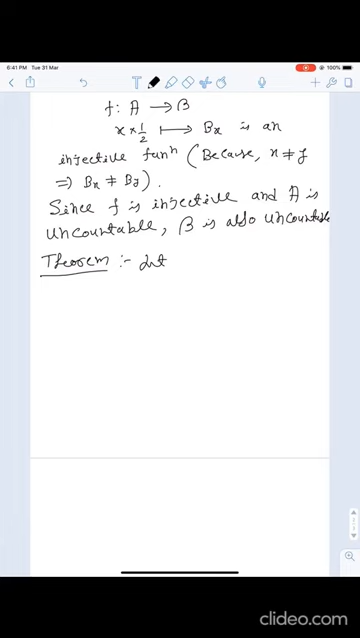 6:41 PM Tue 31 Mar
T
f: A → B
x × 1/2 ↦ Bx is an
injective funⁿ (Because, x ≠ y
⇒ Bx ≠ By).
Since f is injective and A is
uncountable, B is also uncountable
Theorem :- Let
clideo.com